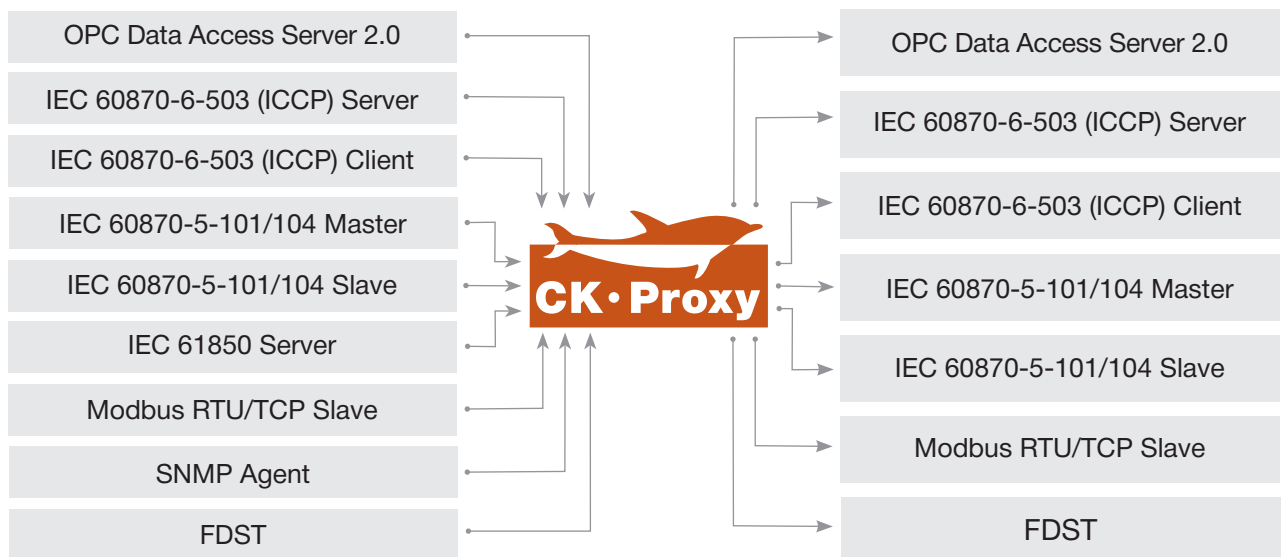 OPC Data Access Server 2.0
IEC 60870-6-503 (ICCP) Server
IEC 60870-6-503 (ICCP) Client
IEC 60870-5-101/104 Master
IEC 60870-5-101/104 Slave
IEC 61850 Server
Modbus RTU/TCP Slave
SNMP Agent
FDST
CK·Proxy
OPC Data Access Server 2.0
IEC 60870-6-503 (ICCP) Server
IEC 60870-6-503 (ICCP) Client
IEC 60870-5-101/104 Master
IEC 60870-5-101/104 Slave
Modbus RTU/TCP Slave
FDST